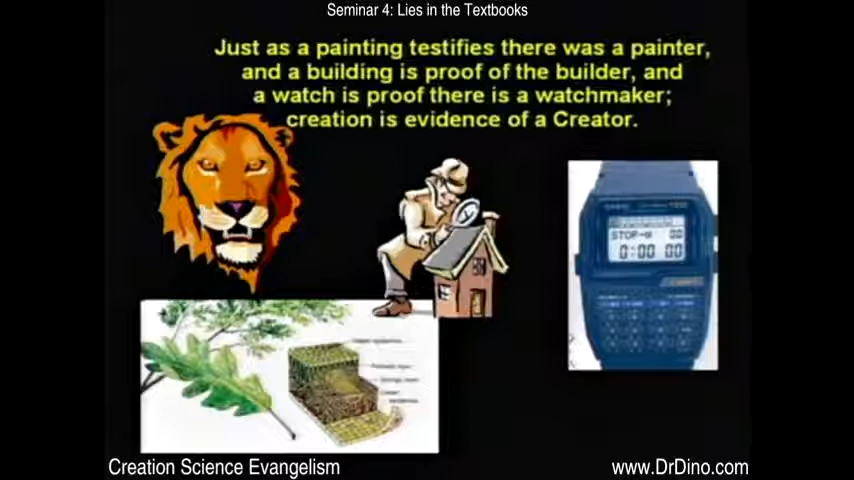 Seminar 4: Lies in the Textbooks
Just as a painting testifies there was a painter,
and a building is proof of the builder, and
a watch is proof there is a watchmaker;
creation is evidence of a Creator.
STOP-
00
0:00 00
Creation Science Evangelism
www.DrDino.com